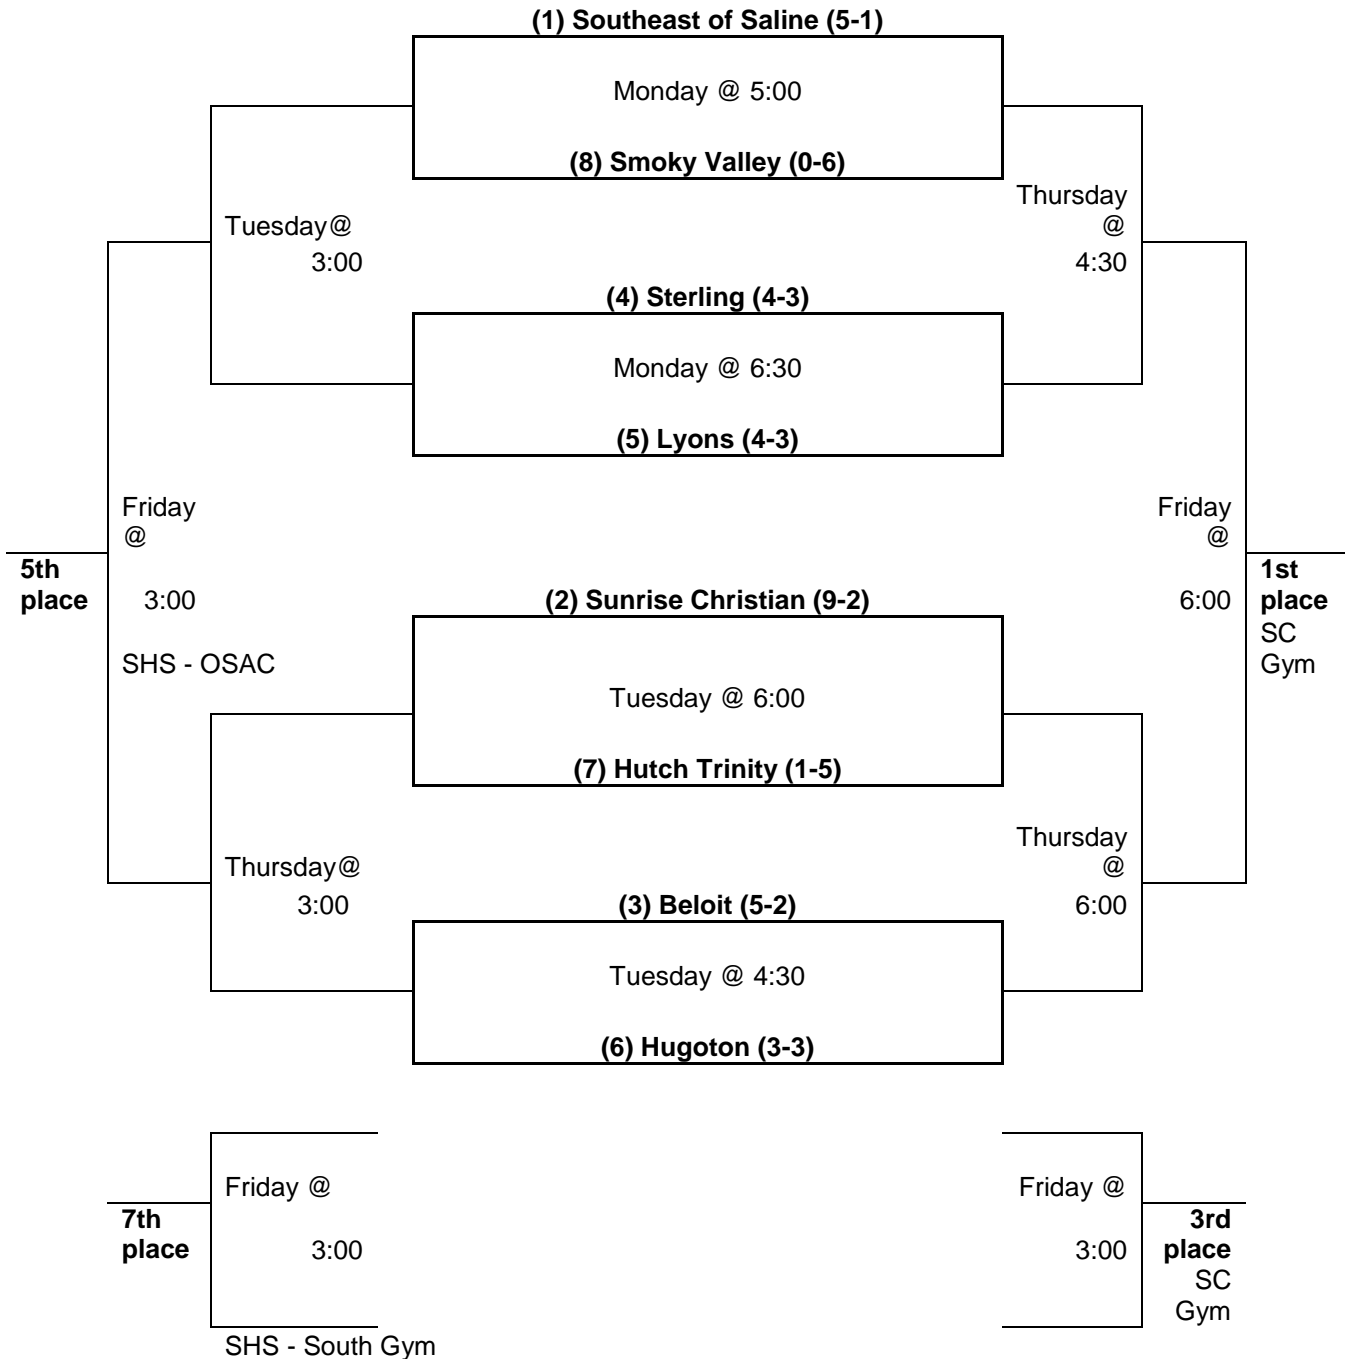 (1) Southeast of Saline (5-1)
Monday @ 5:00
(8) Smoky Valley (0-6)
Thursday
@
4:30
Tuesday@
3:00
(4) Sterling (4-3)
Monday @ 6:30
(5) Lyons (4-3)
Friday
@
3:00
SHS - OSAC
5th
place
Friday
@
6:00
1st
place
SC
Gym
(2) Sunrise Christian (9-2)
Tuesday @ 6:00
(7) Hutch Trinity (1-5)
Thursday@
3:00
Thursday
@
6:00
(3) Beloit (5-2)
Tuesday @ 4:30
(6) Hugoton (3-3)
Friday @
3:00
7th
place
SHS - South Gym
Friday @
3:00
3rd
place
SC
Gym